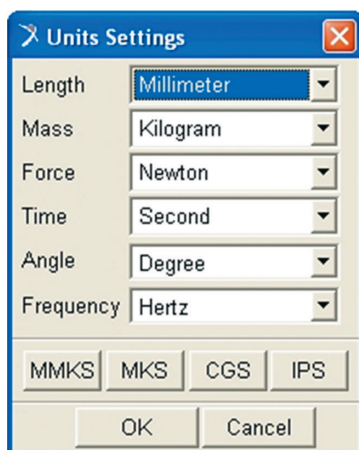 Units Settings
Length Millimeter
Mass Kilogram
Force Newton
Time Second
Angle Degree
Frequency Hertz
MMKS MKS CGS IPS
OK Cancel